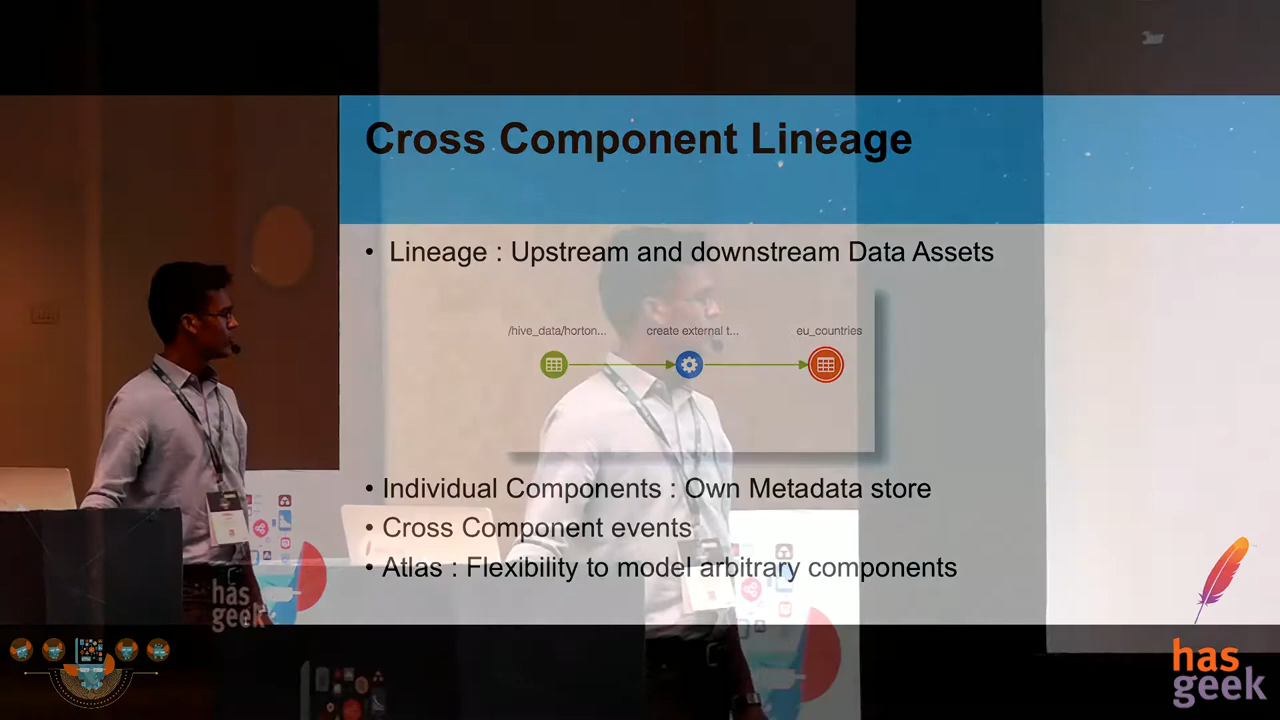 Cross Component Lineage
• Lineage : Upstream and downstream Data Assets
/hive_data/horton...
create external t...
eu_countries
• Individual Components : Own Metadata store
• Cross Component events
• Atlas : Flexibility to model arbitrary components
has
geek
has
geek